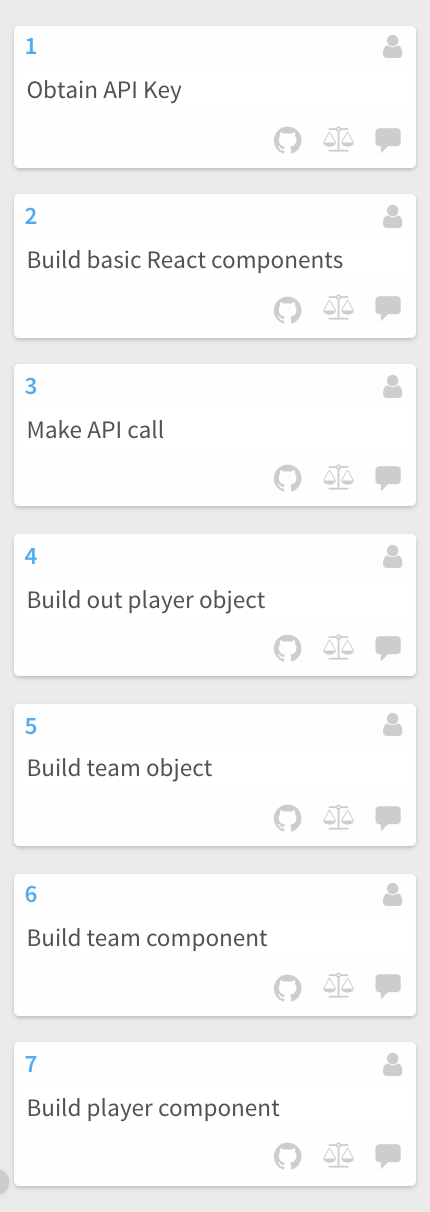 1
Obtain API Key
2
Build basic React components
3
Make API call
4
Build out player object
5
Build team object
6
Build team component
7
Build player component